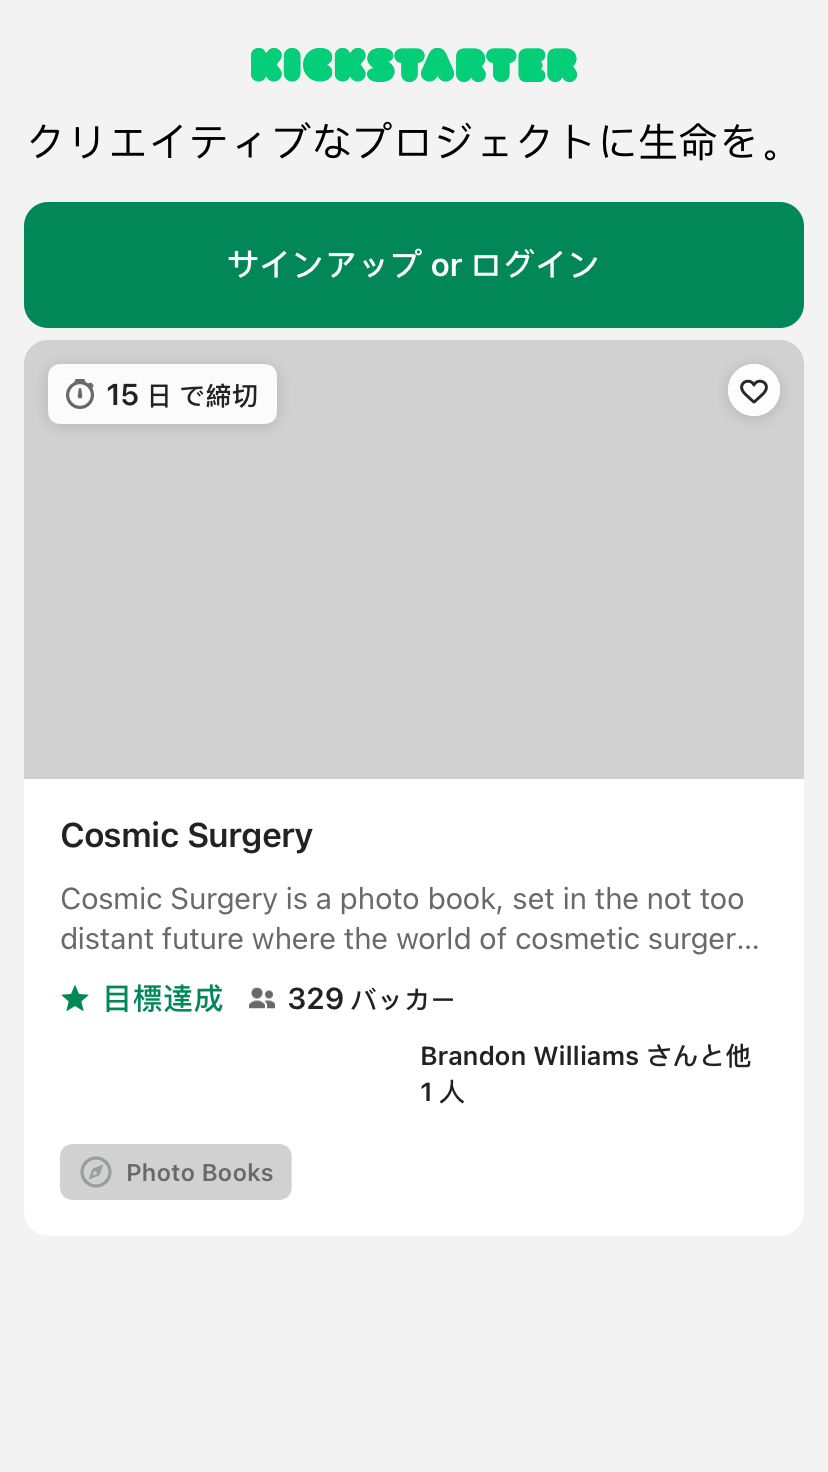 KICKSTARTER
クリエイティブなプロジェクトに生命を。
サインアップ or ログイン
15 日 で締切
Cosmic Surgery
Cosmic Surgery is a photo book, set in the not too
distant future where the world of cosmetic surger...
目標達成 329 バッカー
Brandon Williams さんと他
1 人
Photo Books